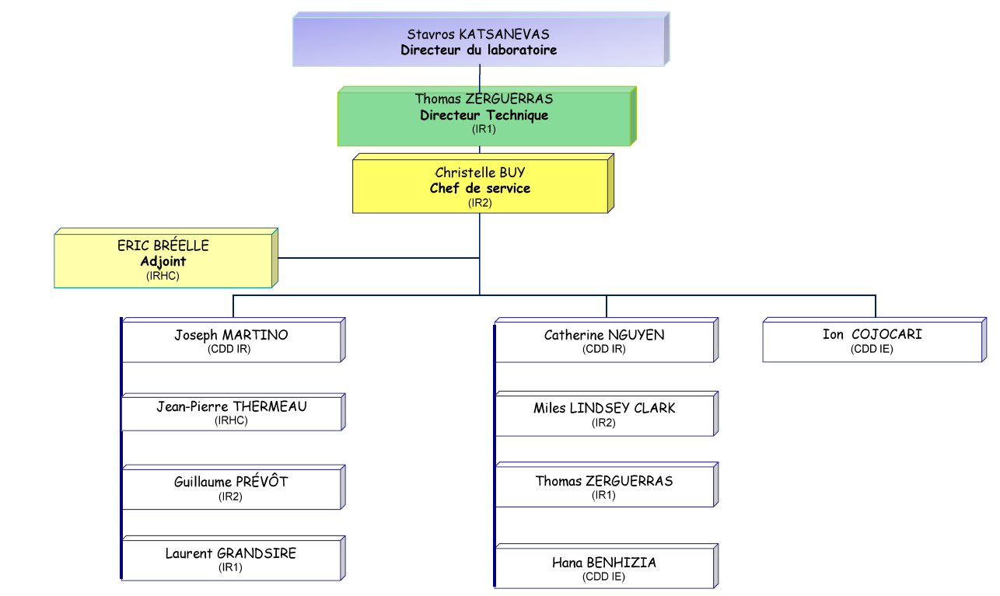 Stavros KATSANEVAS
Directeur du laboratoire
Thomas ZERGUERRAS
Directeur Technique
(IR1)
Christelle BUY
Chef de service
(IR2)
ERIC BRÉELLE
Adjoint
(IRHC)
Joseph MARTINO
(CDD IR)
Jean-Pierre THERMEAU
(IRHC)
Guillaume PRÉVÔT
(IR2)
Laurent GRANDSIRE
(IR1)
Catherine NGUYEN
(CDD IR)
Miles LINDSEY CLARK
(IR2)
Thomas ZERGUERRAS
(IR1)
Hana BENHIZIA
(CDD IE)
Ion COJOCARI
(CDD IE)